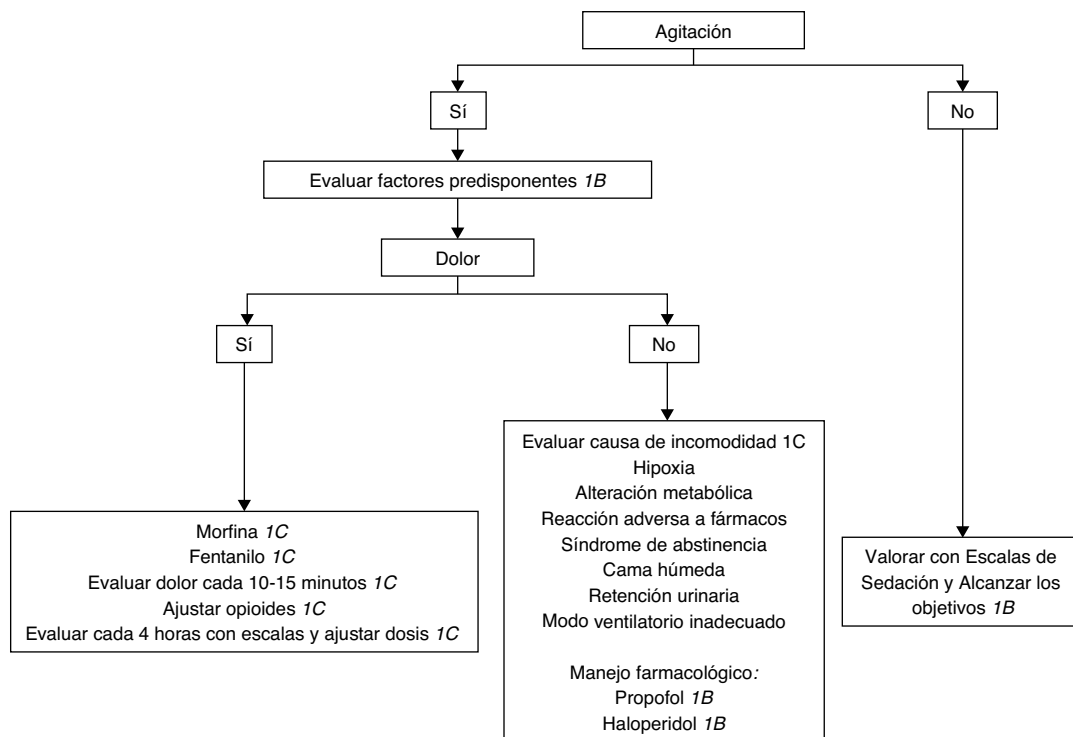 Agitación
Sí
No
Evaluar factores predisponentes 1B
Dolor
Sí
No
Morfina 1C
Fentanilo 1C
Evaluar dolor cada 10-15 minutos 1C
Ajustar opioides 1C
Evaluar cada 4 horas con escalas y ajustar dosis 1C
Evaluar causa de incomodidad 1C
Hipoxia
Alteración metabólica
Reacción adversa a fármacos
Síndrome de abstinencia
Cama húmeda
Retención urinaria
Modo ventilatorio inadecuado
Manejo farmacológico:
Propofol 1B
Haloperidol 1B
Valorar con Escalas de
Sedación y Alcanzar los
objetivos 1B